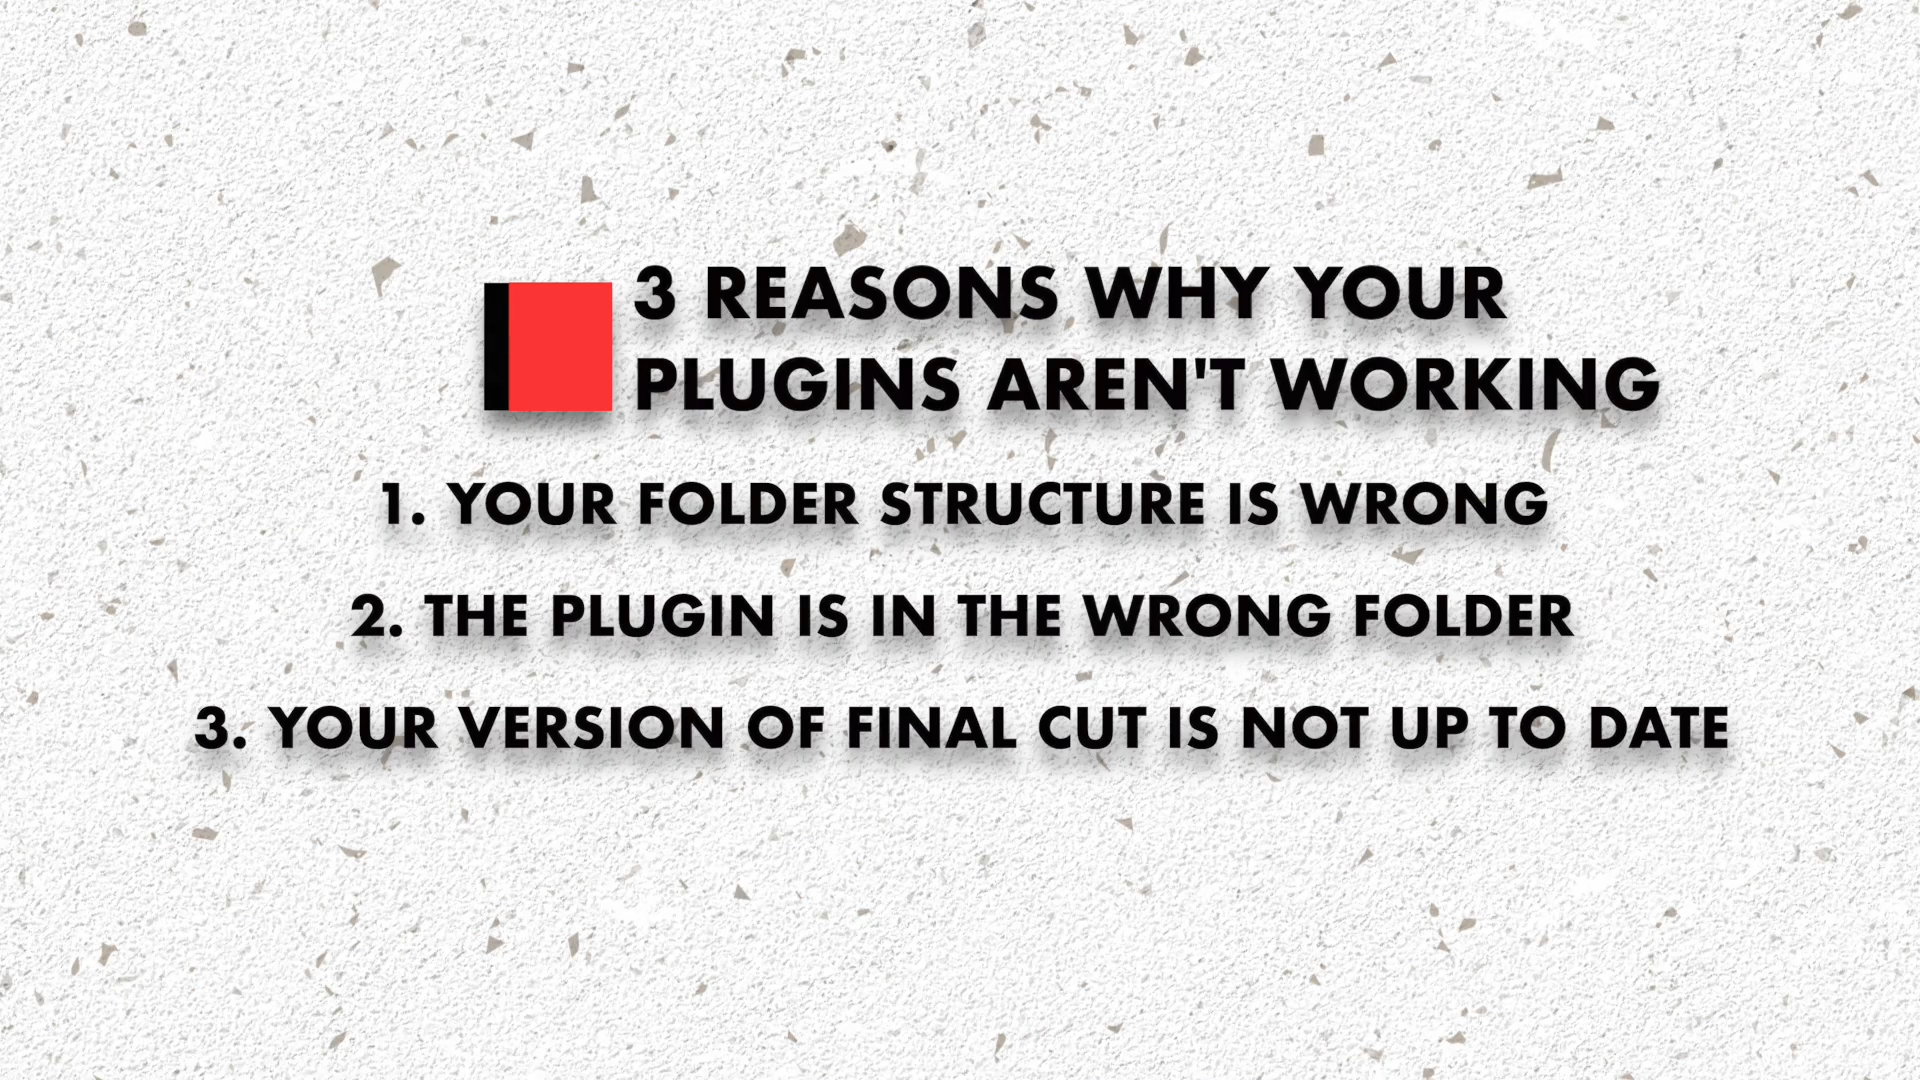 3 REASONS WHY YOUR
PLUGINS AREN'T WORKING
1. YOUR FOLDER STRUCTURE IS WRONG
2. THE PLUGIN IS IN THE WRONG FOLDER
3. YOUR VERSION OF FINAL CUT IS NOT UP TO DATE